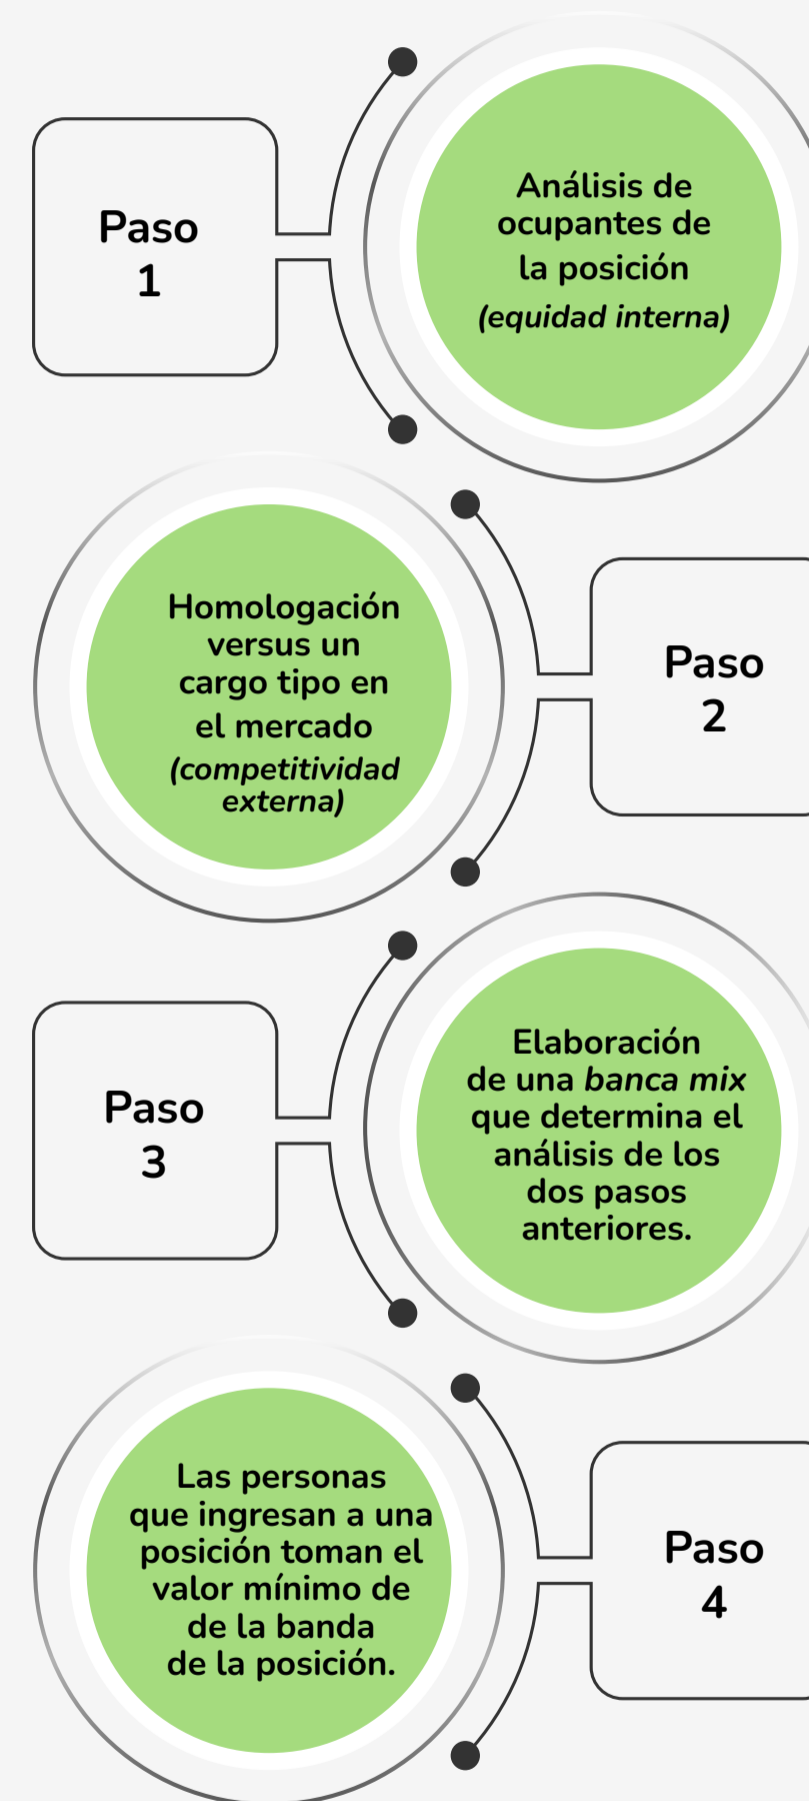 Paso
1
Análisis de
ocupantes de
la posición
(equidad interna)
Homologación
versus un
cargo tipo en
el mercado
(competitividad
externa)
Paso
2
Paso
3
Elaboración
de una banca mix
que determina el
análisis de los
dos pasos
anteriores.
Las personas
que ingresan a una
posición toman el
valor mínimo de
de la banda
de la posición.
Paso
4